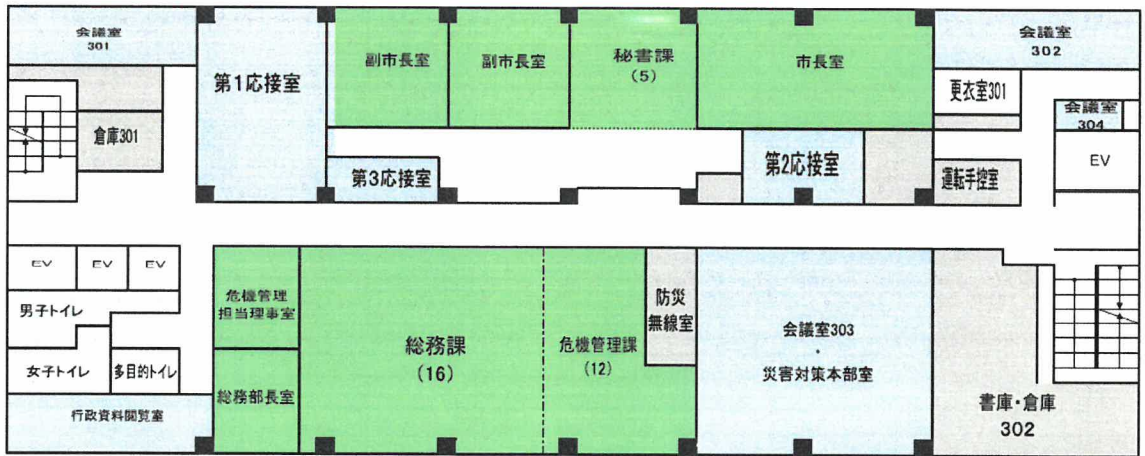 会議室
301
第1応接室
副市長室
副市長室
秘書課
(5)
市長室
会議室
302
更衣室301
会議室
304
倉庫301
第3応接室
第2応接室
運転手控室
EV
EV
EV
EV
男子トイレ
女子トイレ
多目的トイレ
行政資料閲覧室
危機管理
担当理事室
総務部長室
総務課
(16)
危機管理課
(12)
防災
無線室
会議室303
・
災害対策本部室
書庫・倉庫
302